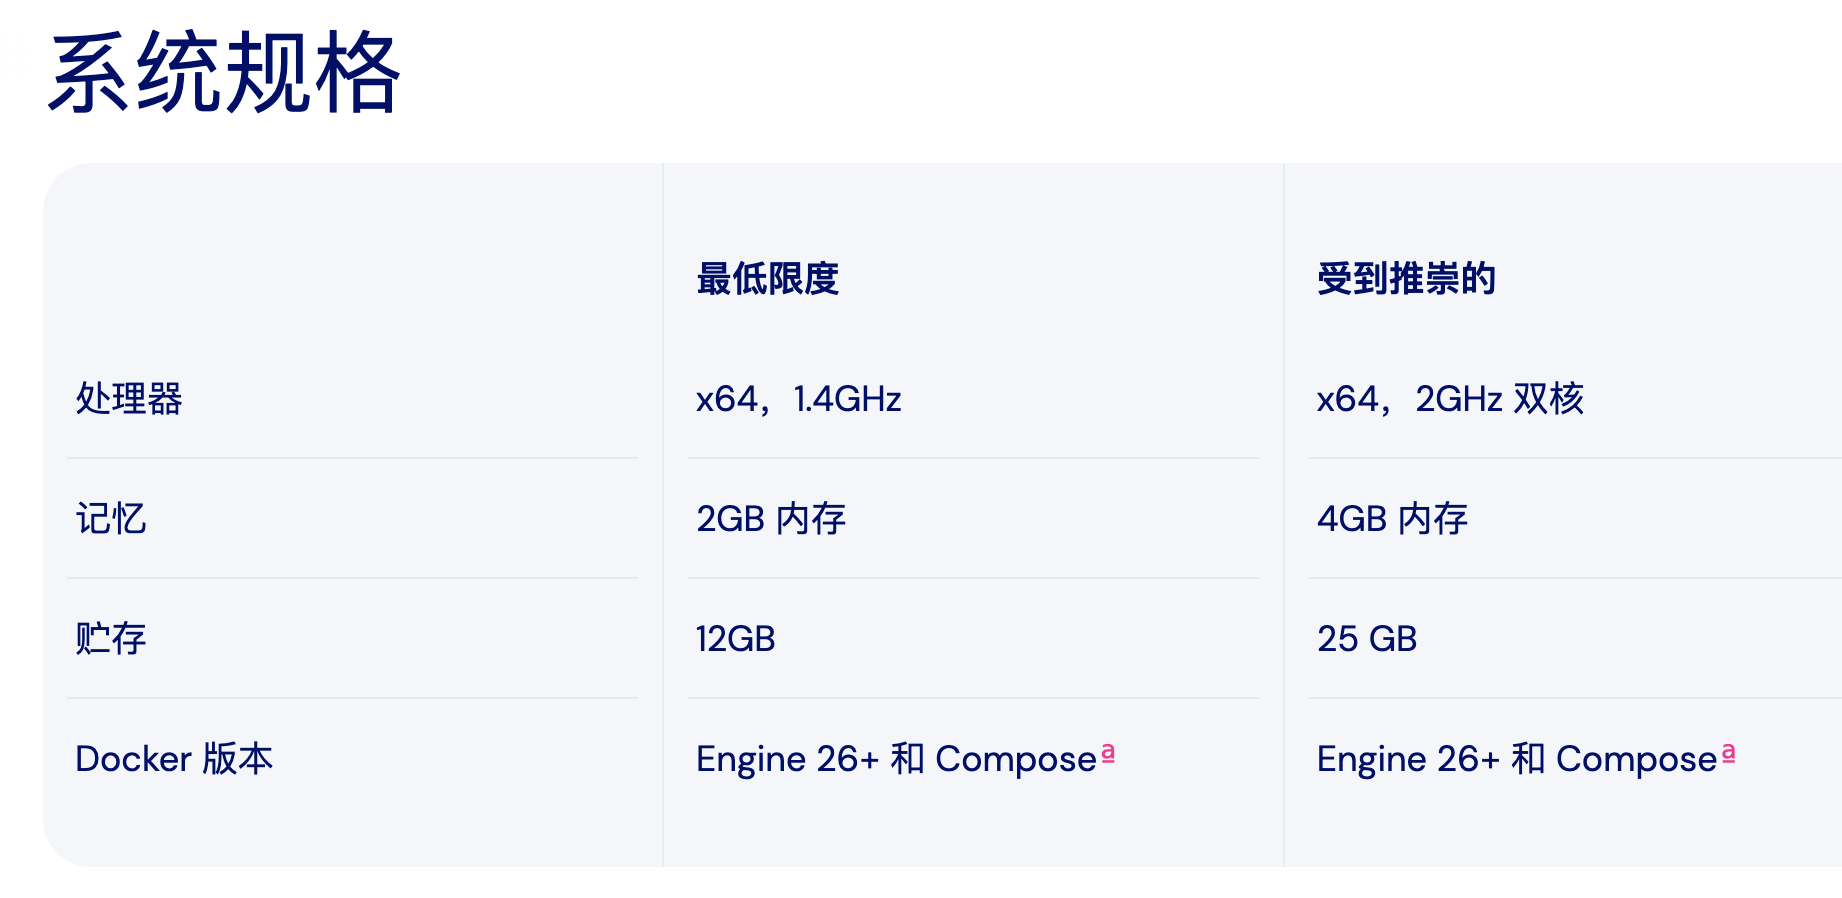 系统规格
最低限度 受到推崇的
处理器 x64，1.4GHz x64，2GHz 双核
记忆 2GB 内存 4GB 内存
贮存 12GB 25 GB
Docker 版本 Engine 26+ 和 Compose a Engine 26+ 和 Compose a